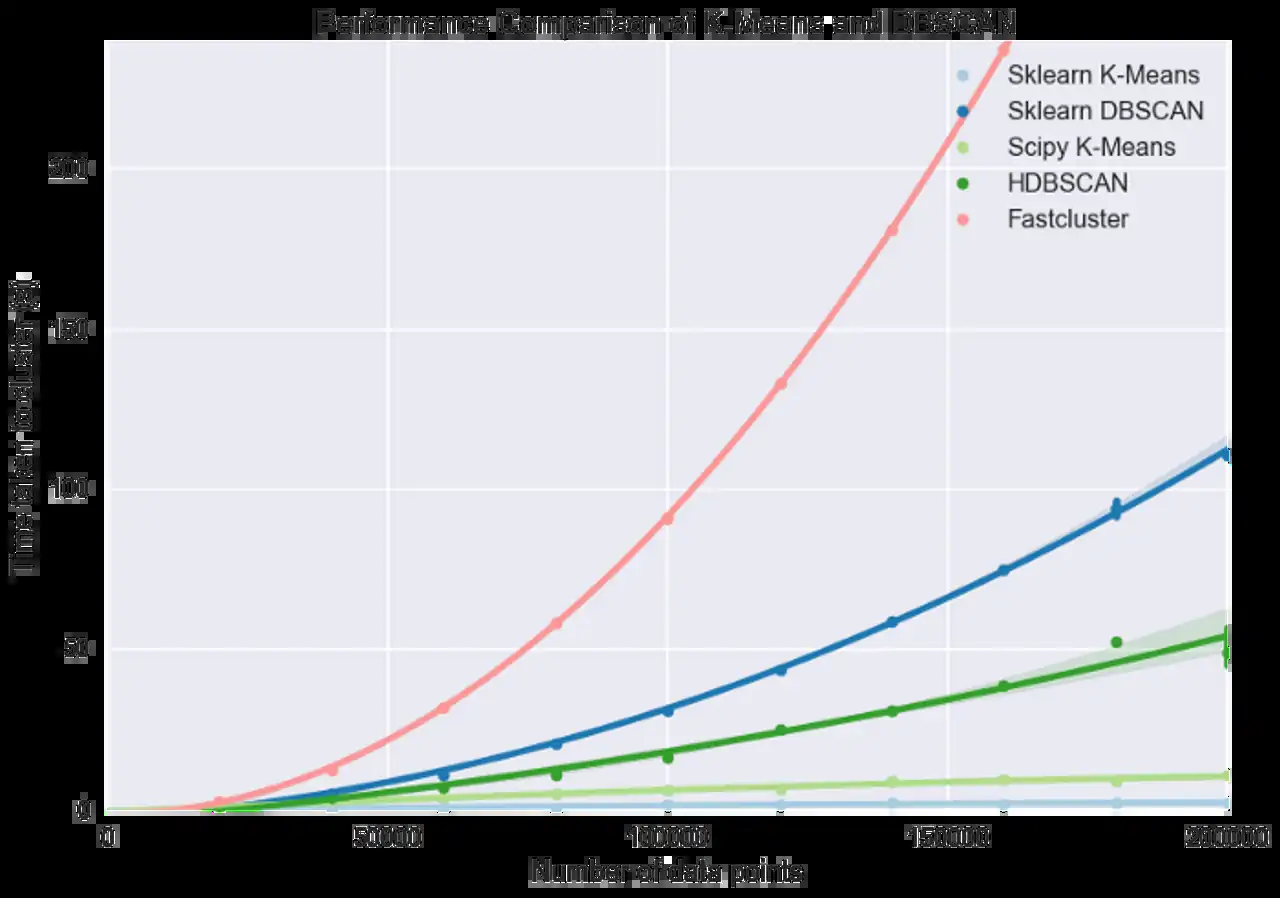 Performance Comparison of K-Means and DBSCAN
Sklearn K-Means
Sklearn DBSCAN
Scipy K-Means
HDBSCAN
Fastcluster
200
150
100
50
0
Time taken to cluster (s)
0 50000 100000 150000 200000
Number of data points